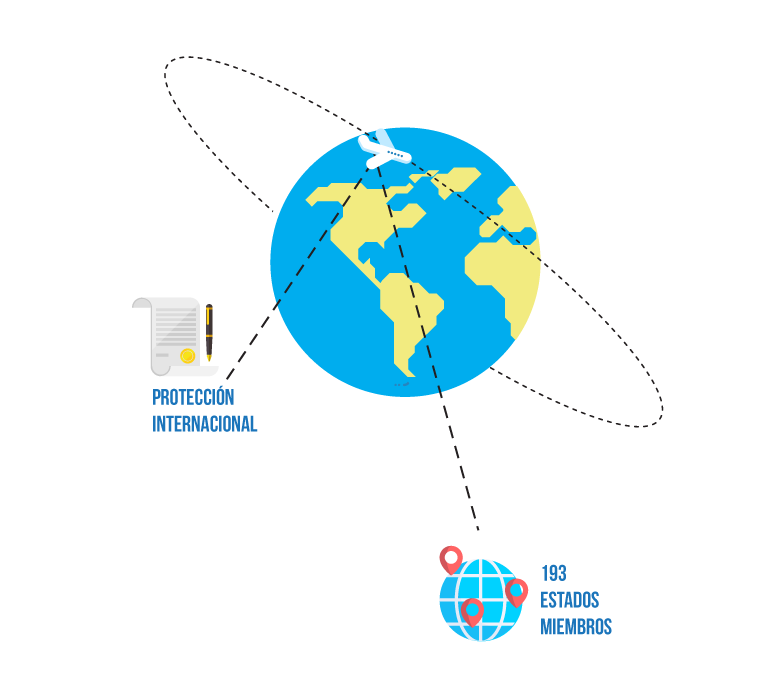 PROTECCIÓN
INTERNACIONAL
193
ESTADOS
MIEMBROS